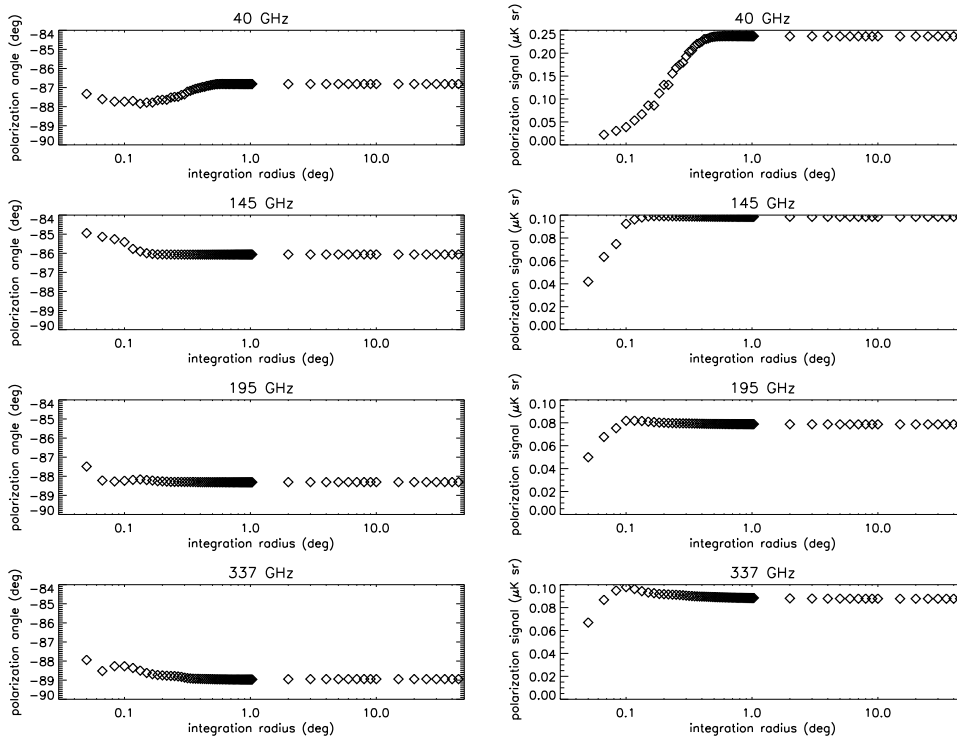 40 GHz
polarization angle (deg)
-84
-85
-86
-87
-88
-89
-90
0.1 1.0 10.0
integration radius (deg)
40 GHz
polarization signal (μK sr)
0.25
0.20
0.15
0.10
0.05
0.00
0.1 1.0 10.0
integration radius (deg)
145 GHz
polarization angle (deg)
-84
-85
-86
-87
-88
-89
-90
0.1 1.0 10.0
integration radius (deg)
145 GHz
polarization signal (μK sr)
0.10
0.08
0.06
0.04
0.02
0.00
0.1 1.0 10.0
integration radius (deg)
195 GHz
polarization angle (deg)
-84
-85
-86
-87
-88
-89
-90
0.1 1.0 10.0
integration radius (deg)
195 GHz
polarization signal (μK sr)
0.10
0.08
0.06
0.04
0.02
0.00
0.1 1.0 10.0
integration radius (deg)
337 GHz
polarization angle (deg)
-84
-85
-86
-87
-88
-89
-90
0.1 1.0 10.0
integration radius (deg)
337 GHz
polarization signal (μK sr)
0.10
0.08
0.06
0.04
0.02
0.00
0.1 1.0 10.0
integration radius (deg)